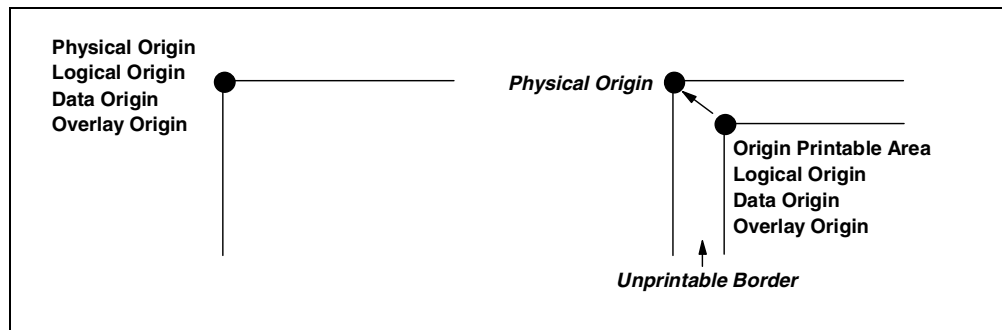 Physical Origin
Logical Origin
Data Origin
Overlay Origin
Physical Origin
Origin Printable Area
Logical Origin
Data Origin
Overlay Origin
Unprintable Border